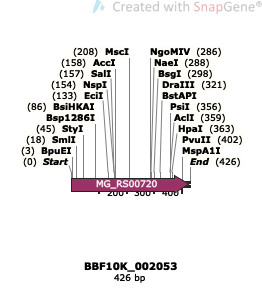 Created with SnapGene®
(208) MscI NgoMIV (286)
(158) AccI NaeI (288)
(157) SalI BsgI (298)
(154) NspI DraIII (321)
(133) EciI BstAPI
(86) BsiHKAI PsiI (356)
Bsp1286I AclI (359)
(45) StyI HpaI (363)
(18) SmlI PvuII (402)
(3) BpuEI MspA1I
(0) Start End (426)
MG_RS00720
200 300 400
BBF10K_002053
426 bp